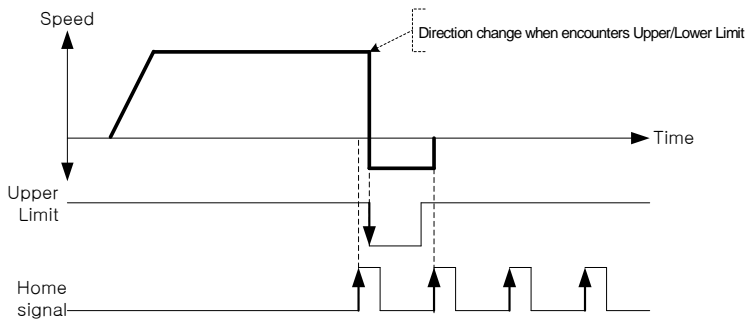 Speed
Direction change when encounters Upper/Lower Limit
Time
Upper
Limit
Home
signal